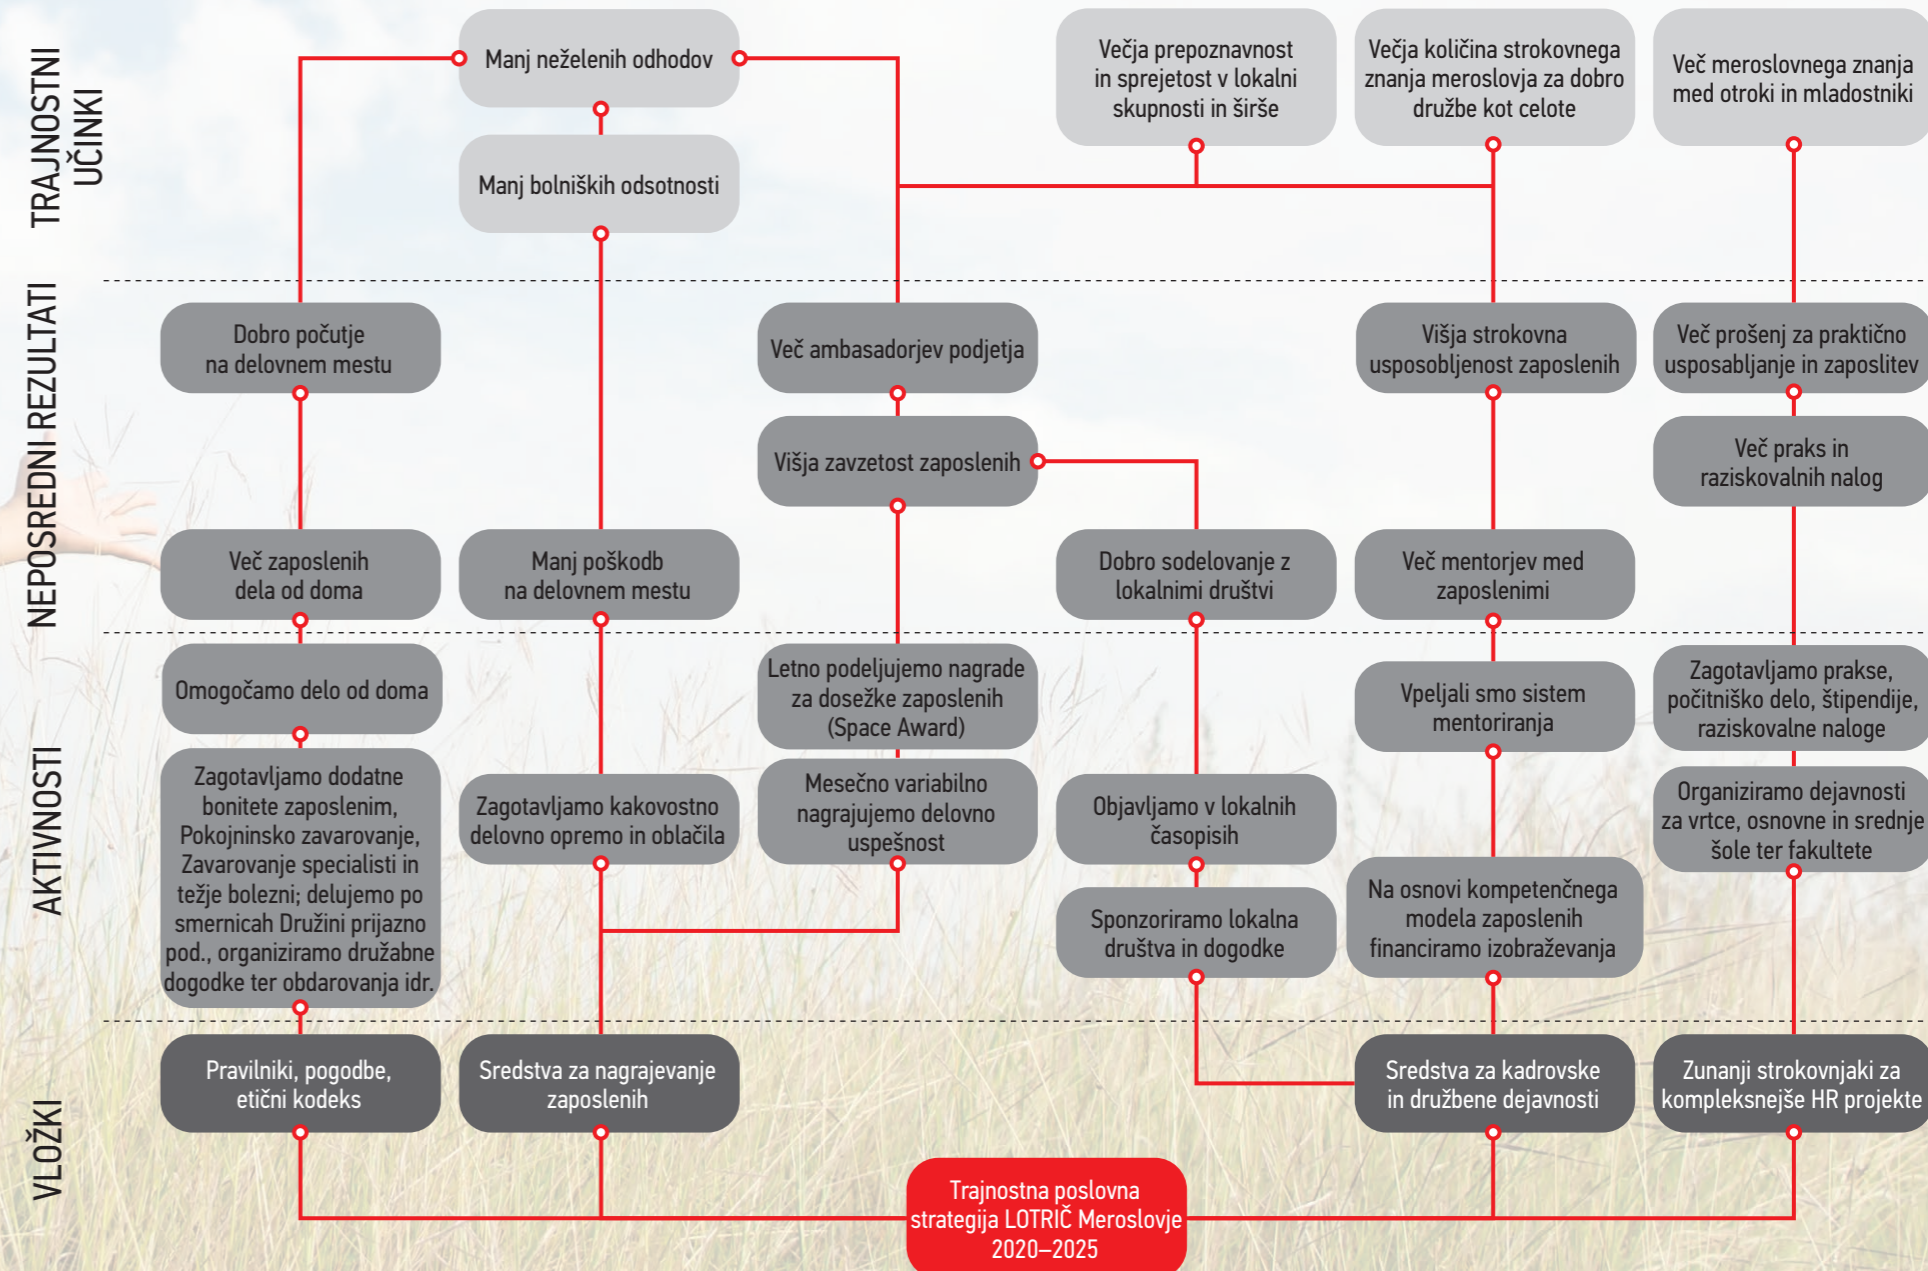 TRAJNOSTNI
UČINKI
Manj neželenih odhodov
Manj bolniških odsotnosti
Večja prepoznavnost
in sprejetost v lokalni
skupnosti in širše
Večja količina strokovnega
znanja meroslovja za dobro
družbe kot celote
Več meroslovnega znanja
med otroki in mladostniki
NEPOSREDNI REZULTATI
Dobro počutje
na delovnem mestu
Več ambasadorjev podjetja
Višja strokovna
usposobljenost zaposlenih
Več prošenj za praktično
usposabljanje in zaposlitev
Višja zavzetost zaposlenih
Več praks in
raziskovalnih nalog
Več zaposlenih
dela od doma
Manj poškodb
na delovnem mestu
Dobro sodelovanje z
lokalnimi društvi
Več mentorjev med
zaposlenimi
AKTIVNOSTI
Omogočamo delo od doma
Letno podeljujemo nagrade
za dosežke zaposlenih
(Space Award)
Vpeljali smo sistem
mentoriranja
Zagotavljamo prakse,
počitniško delo, štipendije,
raziskovalne naloge
Zagotavljamo dodatne
bonitete zaposlenim,
Pokojninsko zavarovanje,
Zavarovanje specialisti in
težje bolezni; delujemo po
smernicah Družini prijazno
pod., organiziramo družabne
dogodke ter obdarovanja idr.
Zagotavljamo kakovostno
delovno opremo in oblačila
Mesečno variabilno
nagrajujemo delovno
uspešnost
Objavljamo v lokalnih
časopisih
Organiziramo dejavnosti
za vrtce, osnovne in srednje
šole ter fakultete
Sponzoriramo lokalna
društva in dogodke
Na osnovi kompetenčnega
modela zaposlenih
financiramo izobraževanja
VLOŽKI
Pravilniki, pogodbe,
etični kodeks
Sredstva za nagrajevanje
zaposlenih
Sredstva za kadrovske
in družbene dejavnosti
Zunanji strokovnjaki za
kompleksnejše HR projekte
Trajnostna poslovna
strategija LOTRIČ Meroslovje
2020–2025